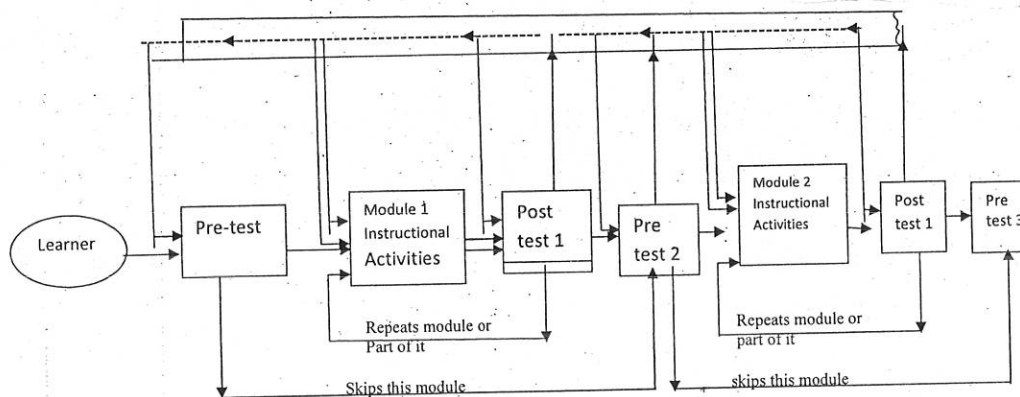 Learner
Pre-test
Module 1
Instructional
Activities
Post
test 1
Pre
test 2
Module 2
Instructional
Activities
Post
test 1
Pre
test 3
Repeats module or
Part of it
Skips this module
Repeats module or
part of it
skips this module